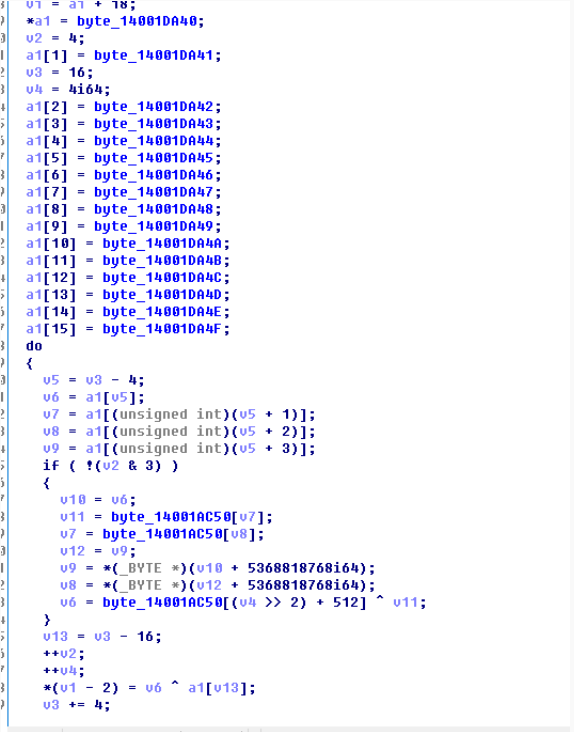 v1 = a1 + 18;
*a1 = byte_14001DA40;
v2 = 4;
a1[1] = byte_14001DA41;
v3 = 16;
v4 = 4i64;
a1[2] = byte_14001DA42;
a1[3] = byte_14001DA43;
a1[4] = byte_14001DA44;
a1[5] = byte_14001DA45;
a1[6] = byte_14001DA46;
a1[7] = byte_14001DA47;
a1[8] = byte_14001DA48;
a1[9] = byte_14001DA49;
a1[10] = byte_14001DA4A;
a1[11] = byte_14001DA4B;
a1[12] = byte_14001DA4C;
a1[13] = byte_14001DA4D;
a1[14] = byte_14001DA4E;
a1[15] = byte_14001DA4F;
do
{
v5 = v3 - 4;
v6 = a1[v5];
v7 = a1[(unsigned int)(v5 + 1)];
v8 = a1[(unsigned int)(v5 + 2)];
v9 = a1[(unsigned int)(v5 + 3)];
if ( !(v2 & 3) )
{
v10 = v6;
v11 = byte_14001AC50[v7];
v7 = byte_14001AC50[v8];
v12 = v9;
v9 = *(_BYTE *)(v10 + 5368818768i64);
v8 = *(_BYTE *)(v12 + 5368818768i64);
v6 = byte_14001AC50[(v4 >> 2) + 512] ^ v11;
}
v13 = v3 - 16;
++v2;
++v4;
*(v1 - 2) = v6 ^ a1[v13];
v3 += 4;